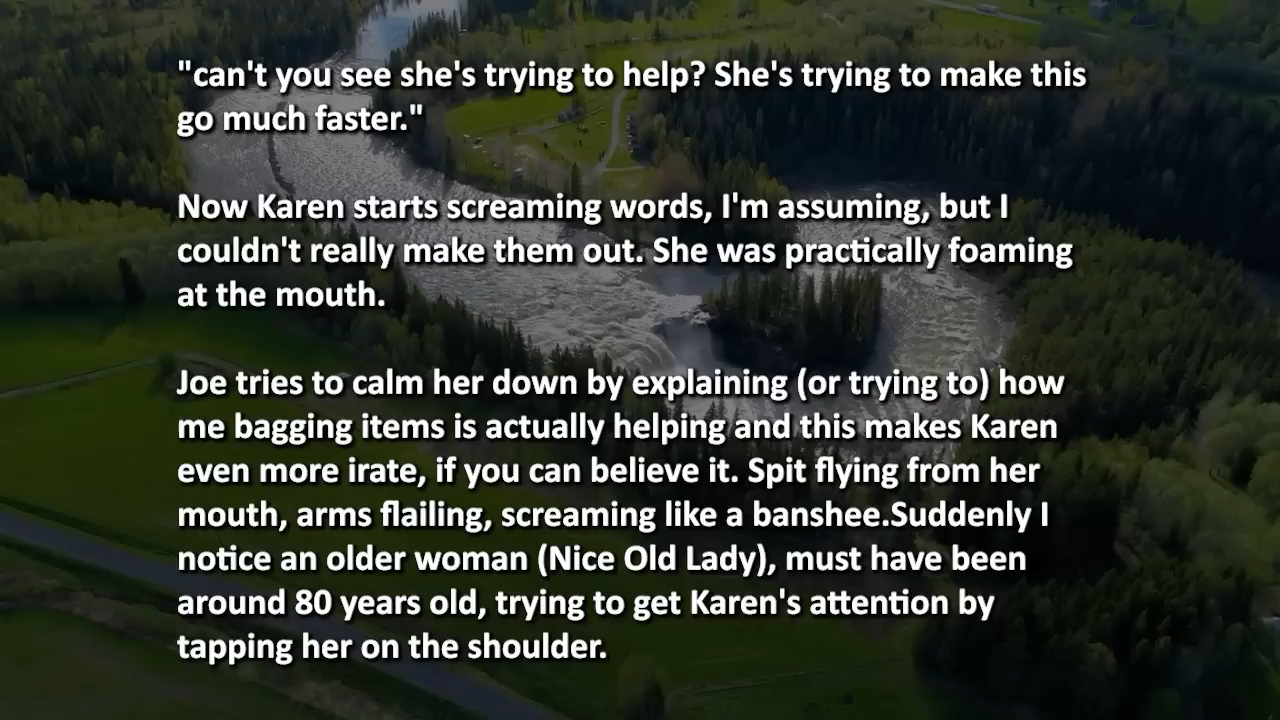 "can't you see she's trying to help? She's trying to make this
go much faster."
Now Karen starts screaming words, I'm assuming, but I
couldn't really make them out. She was practically foaming
at the mouth.
Joe tries to calm her down by explaining (or trying to) how
me bagging items is actually helping and this makes Karen
even more irate, if you can believe it. Spit flying from her
mouth, arms flailing, screaming like a banshee.Suddenly I
notice an older woman (Nice Old Lady), must have been
around 80 years old, trying to get Karen's attention by
tapping her on the shoulder.